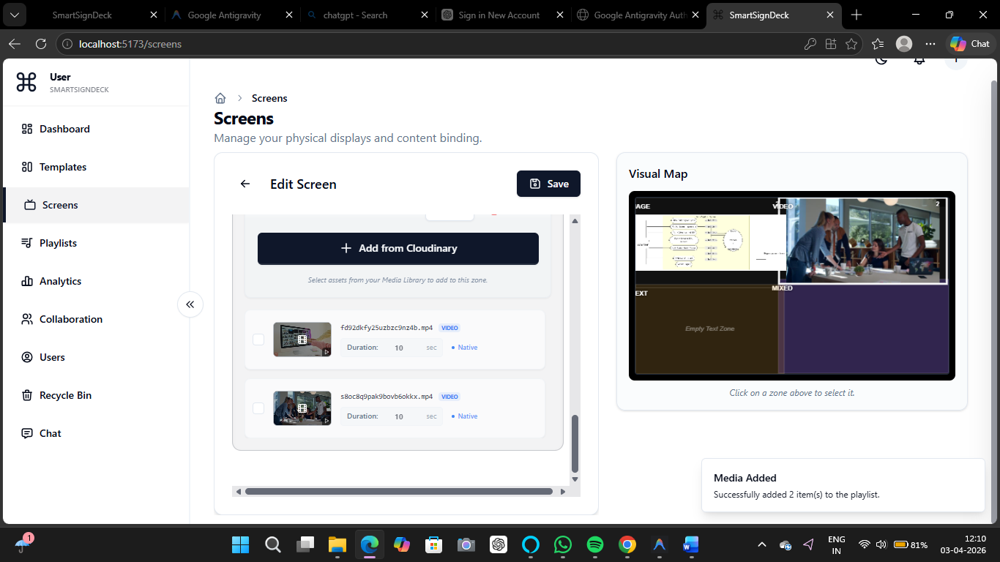 SmartSignDeck
Google Antigravity
chatgpt - Search
Sign in New Account
Google Antigravity Auth
SmartSignDeck
localhost:5173/screens
Chat
User
SMARTSIGNDECK
Dashboard
Templates
Screens
Playlists
Analytics
Collaboration
Users
Recycle Bin
Chat
Screens
Screens
Manage your physical displays and content binding.
Edit Screen
Save
Add from Cloudinary
Select assets from your Media Library to add to this zone.
fd92dkfy25uzbzc9nz4b.mp4 VIDEO
Duration: 10 sec • Native
s8oc8q9pak9bovb6okkx.mp4 VIDEO
Duration: 10 sec • Native
Visual Map
AGE
VIDEO
2
EXT
MIXED
Empty Text Zone
Click on a zone above to select it.
Media Added
Successfully added 2 item(s) to the playlist.
1
ENG
IN
81%
12:10
03-04-2026